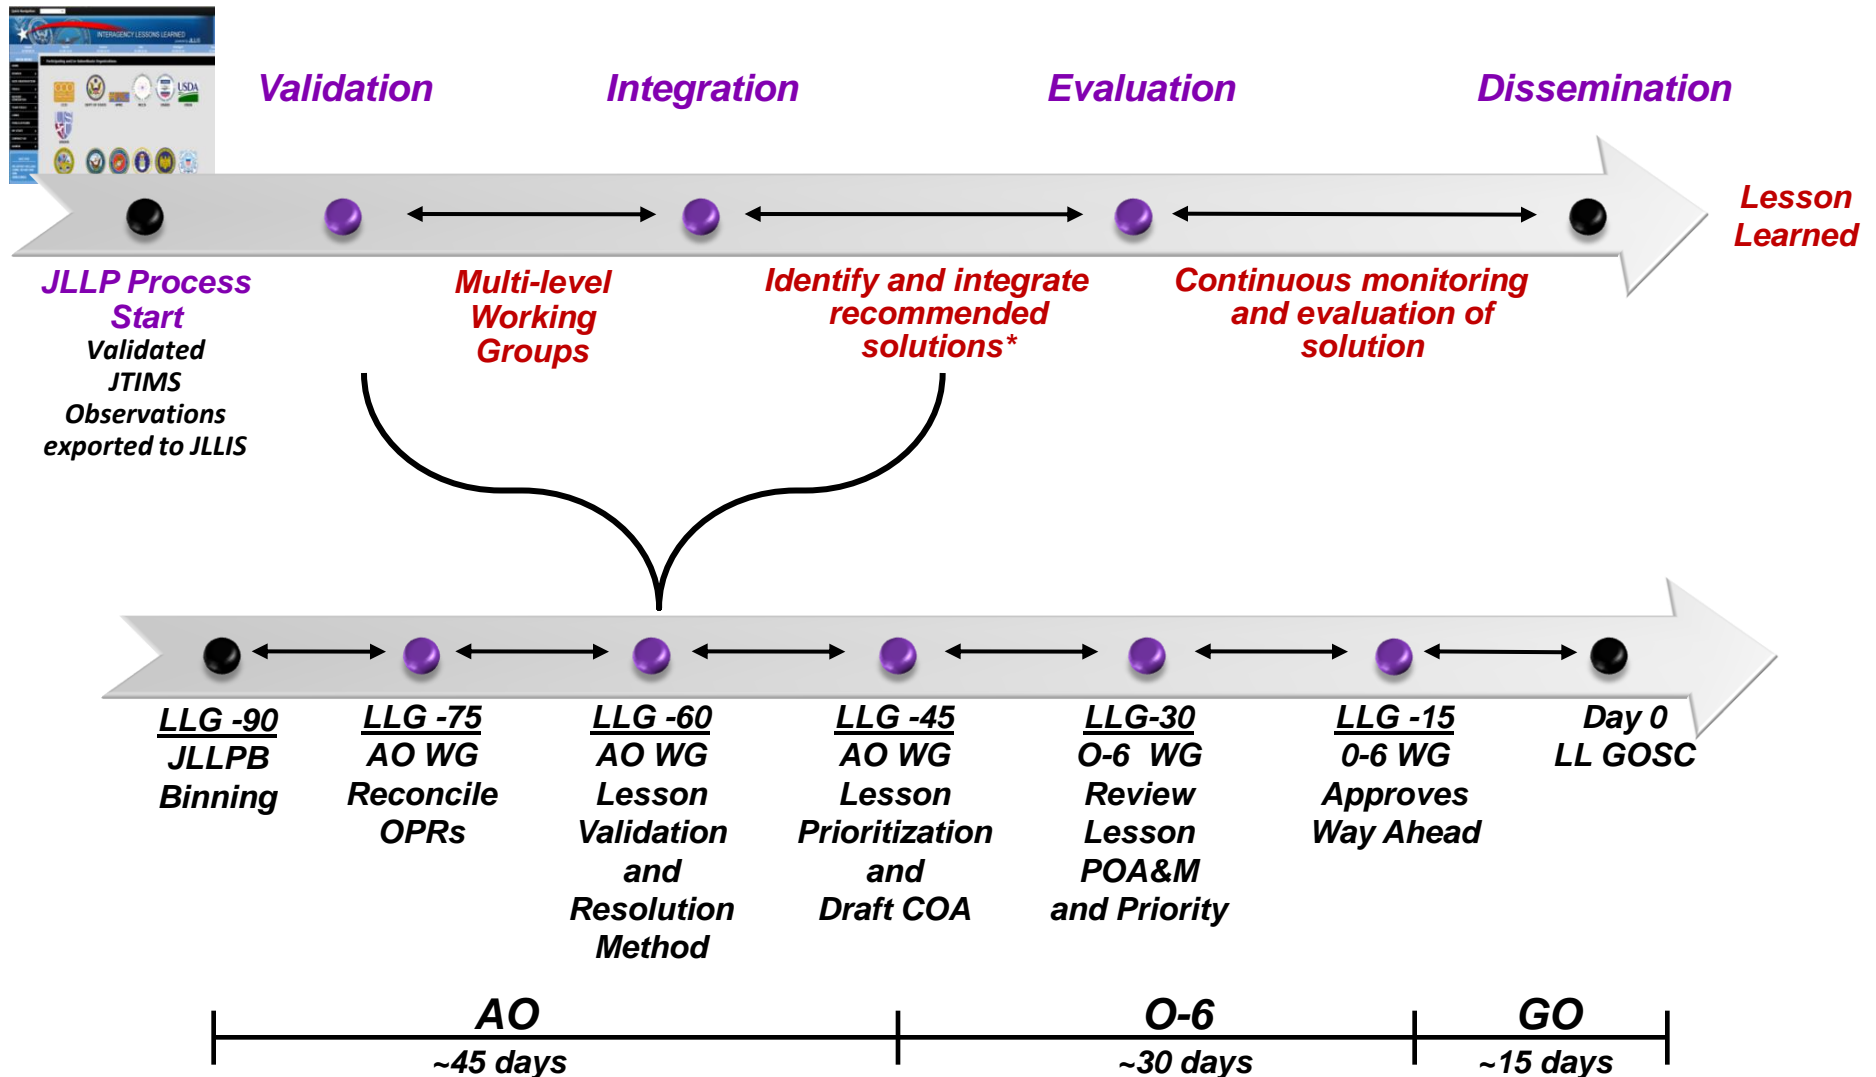 INTERAGENCY LESSONS LEARNED
USDA
Validation
Integration
Evaluation
Dissemination
Lesson
Learned
JLLP Process
Start
Validated
JTIMS
Observations
exported to JLLIS
Multi-level
Working
Groups
Identify and integrate
recommended
solutions*
Continuous monitoring
and evaluation of
solution
LLG -90
JLLPB
Binning
LLG -75
AO WG
Reconcile
OPRs
LLG -60
AO WG
Lesson
Validation
and
Resolution
Method
LLG -45
AO WG
Lesson
Prioritization
and
Draft COA
LLG-30
O-6 WG
Review
Lesson
POA&M
and Priority
LLG -15
0-6 WG
Approves
Way Ahead
Day 0
LL GOSC
AO
~45 days
O-6
~30 days
GO
~15 days